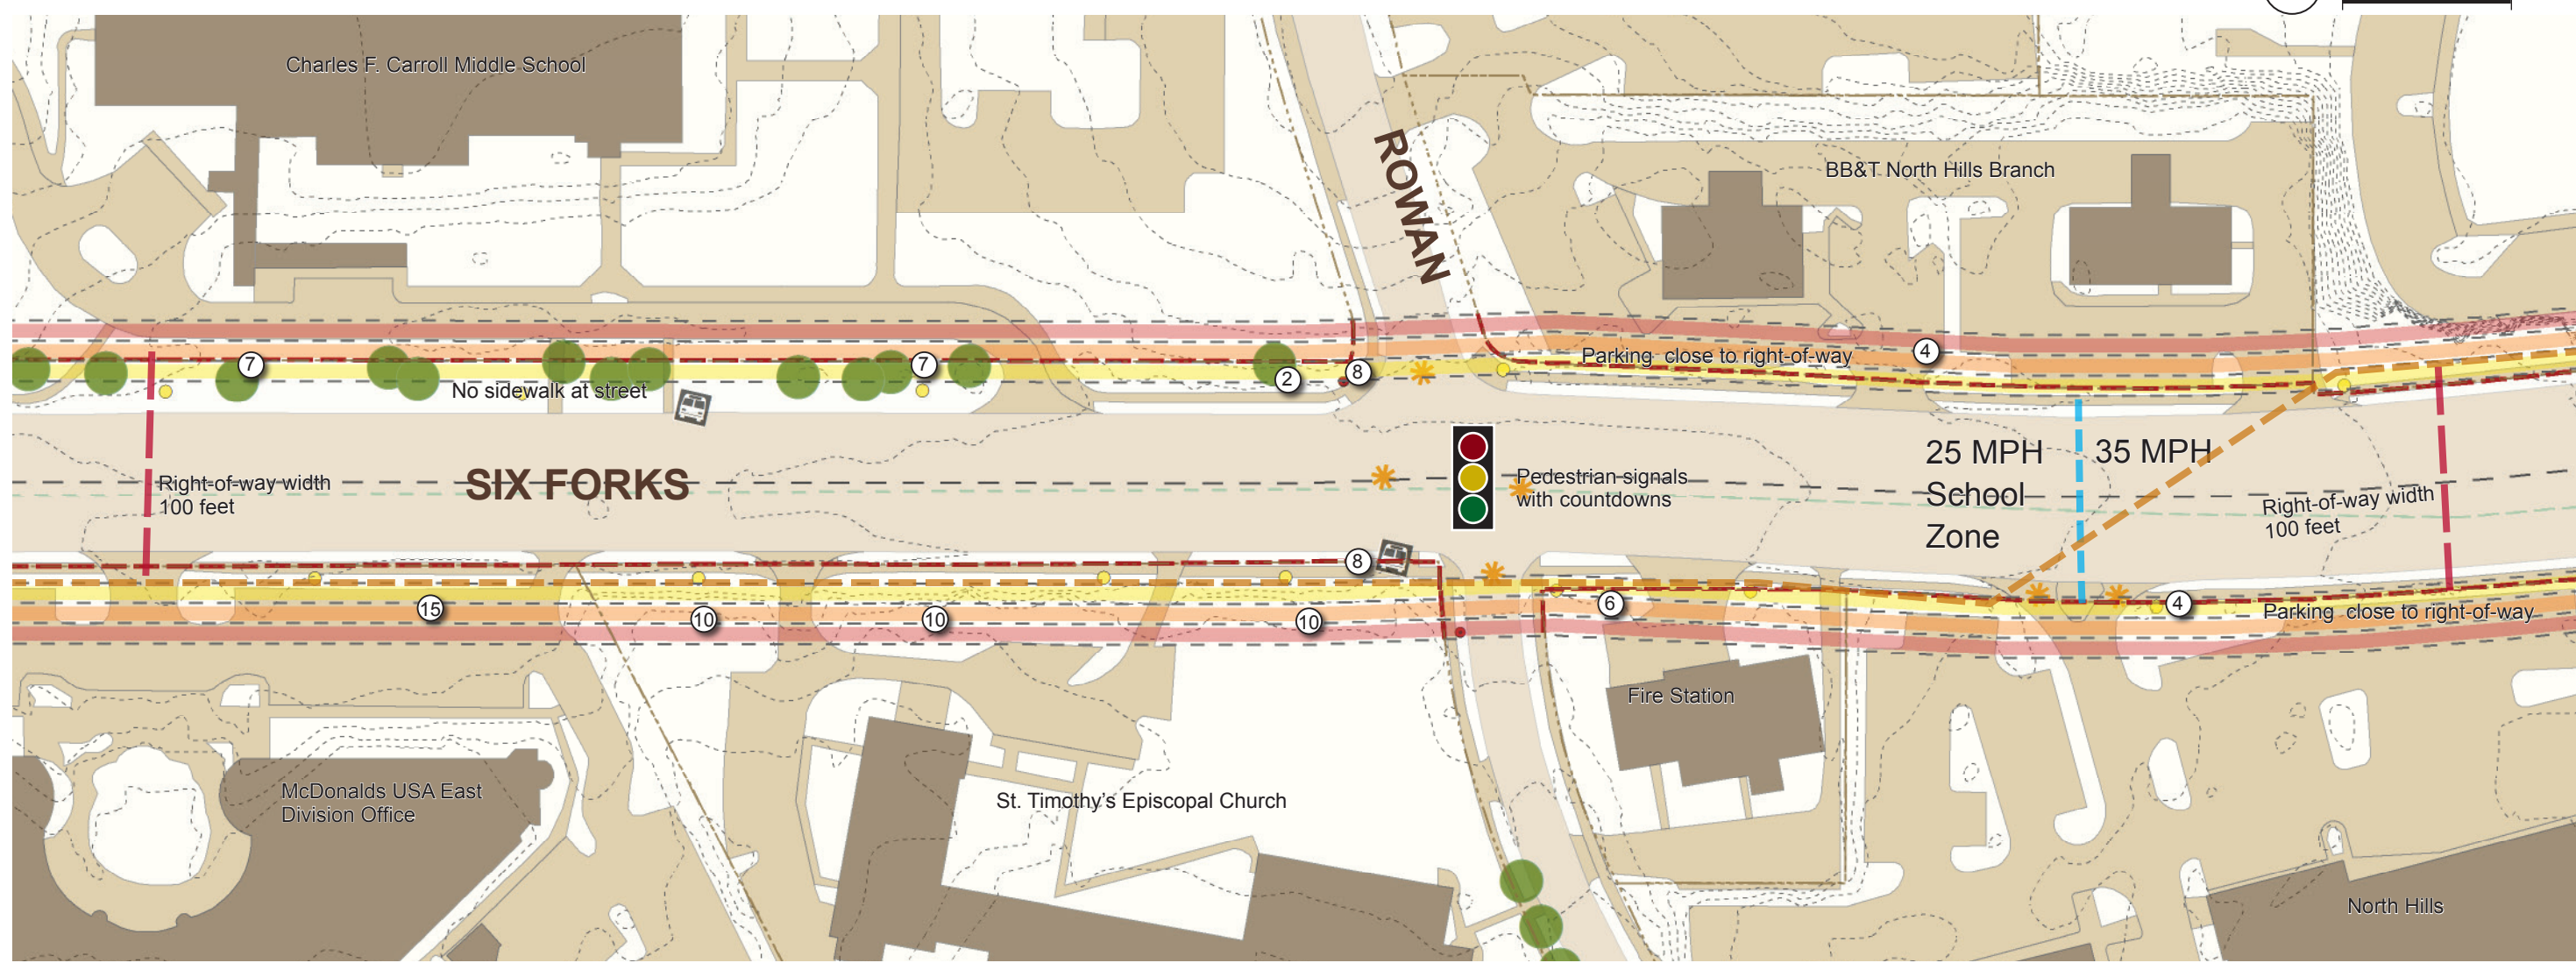 Charles F. Carroll Middle School
ROWAN
BB&T North Hills Branch
7
No sidewalk at street
7
2
8
Parking close to right-of-way
4
Right-of-way width
100 feet
SIX FORKS
Pedestrian signals
with countdowns
25 MPH
School
Zone
35 MPH
Right-of-way width
100 feet
15
10
10
10
8
6
4
Parking close to right-of-way
Fire Station
McDonalds USA East
Division Office
St. Timothy's Episcopal Church
North Hills